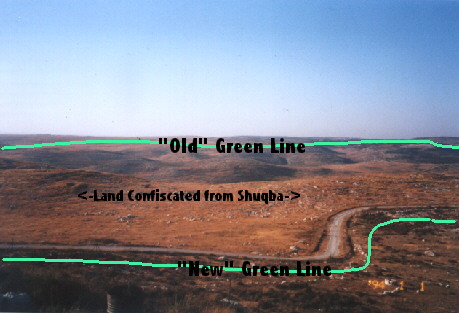 "Old" Green Line
<-Land Confiscated from Shuqba->
"New" Green Line